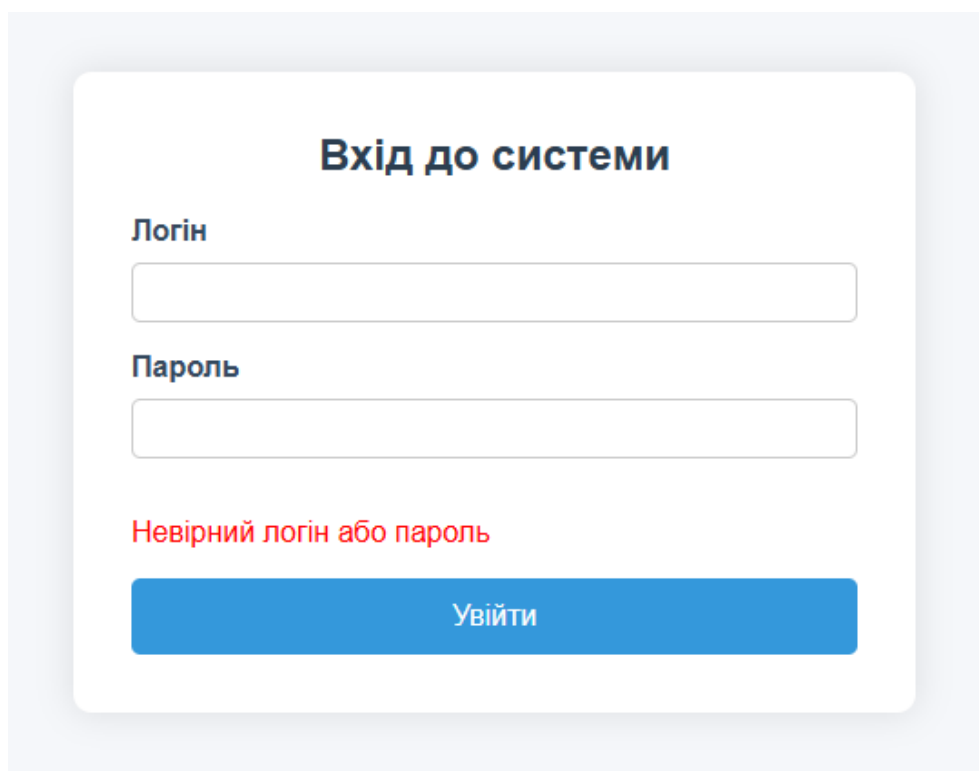 Вхід до системи
Логін
Пароль
Невірний логін або пароль
Увійти